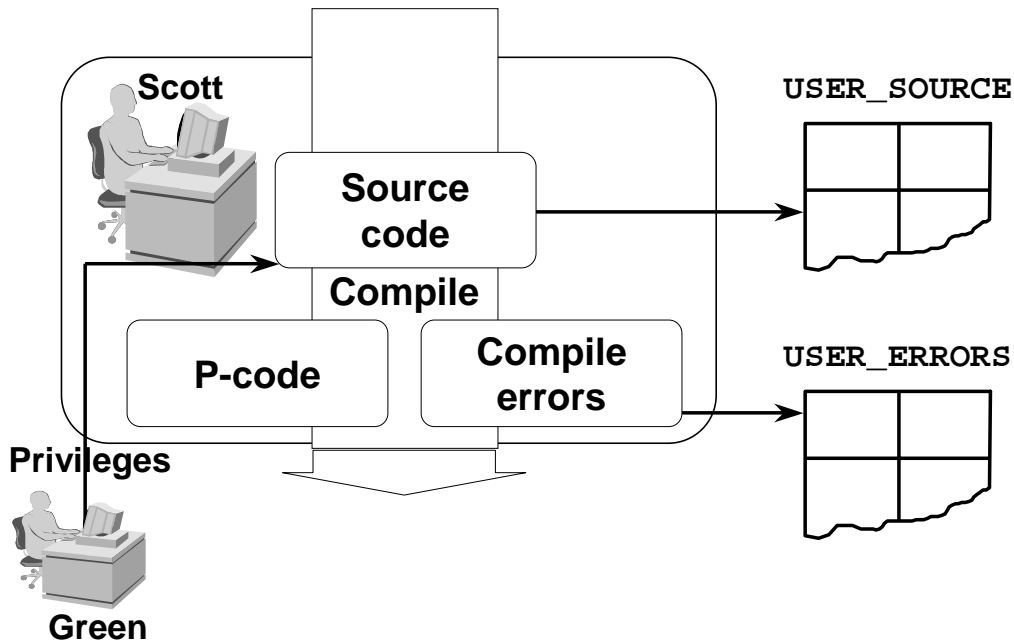 Scott
USER_SOURCE
Source
code
Compile
P-code
Compile
errors
USER_ERRORS
Privileges
Green